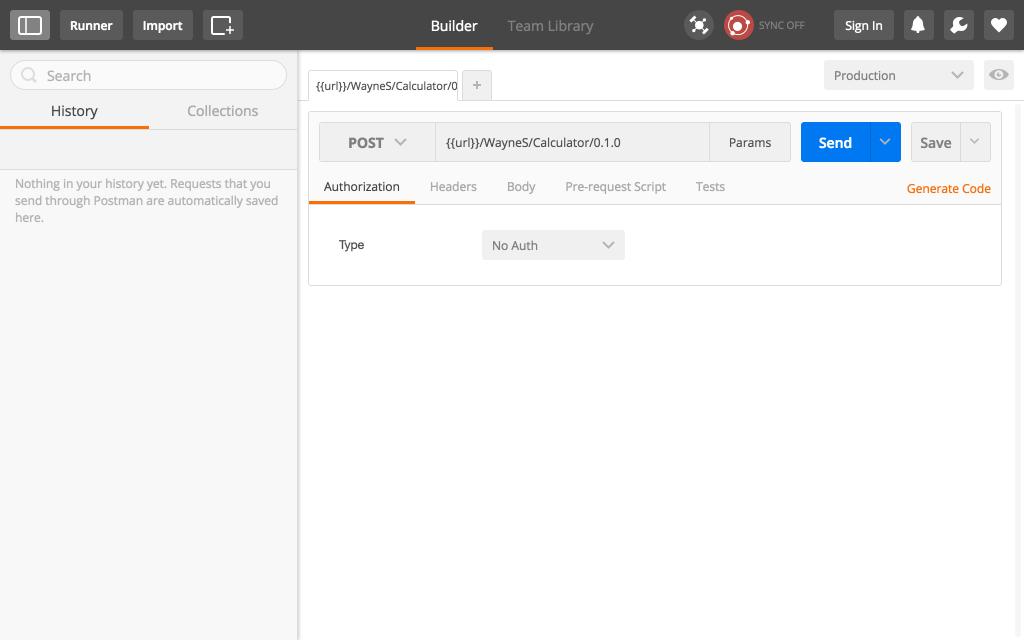 Runner
Import
Builder
Team Library
SYNC OFF
Sign In
Search
History
Collections
Nothing in your history yet. Requests that you
send through Postman are automatically saved
here.
{{url}}/WayneS/Calculator/0
+
Production
POST
{{url}}/WayneS/Calculator/0.1.0
Params
Send
Save
Authorization
Headers
Body
Pre-request Script
Tests
Generate Code
Type
No Auth